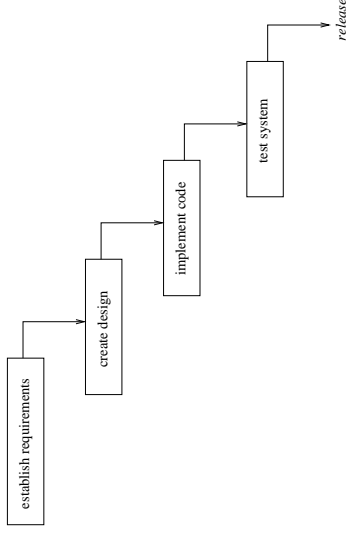 establish requirements
create design
implement code
test system
release